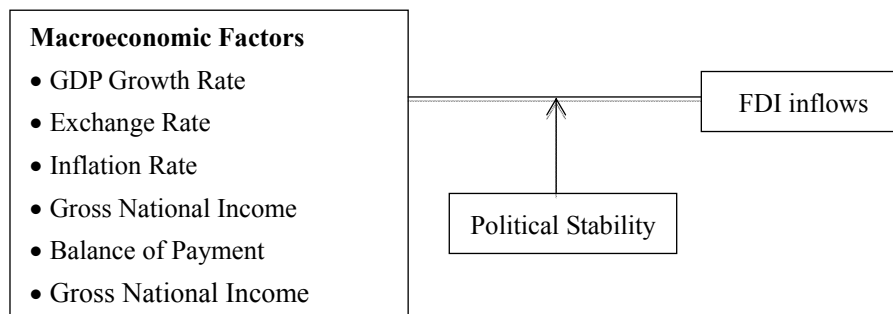 Macroeconomic Factors
• GDP Growth Rate
• Exchange Rate
• Inflation Rate
• Gross National Income
• Balance of Payment
• Gross National Income
FDI inflows
Political Stability